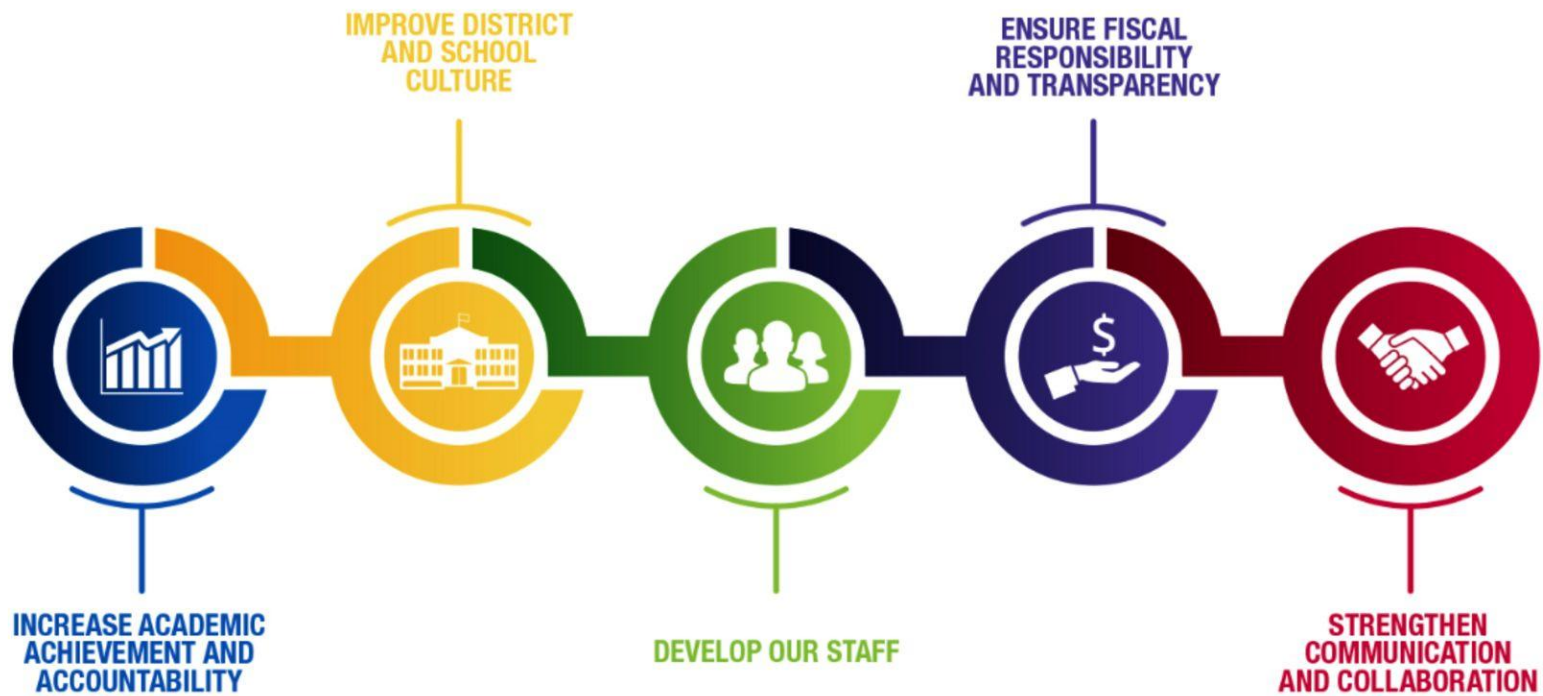 IMPROVE DISTRICT
AND SCHOOL
CULTURE
ENSURE FISCAL
RESPONSIBILITY
AND TRANSPARENCY
$
INCREASE ACADEMIC
ACHIEVEMENT AND
ACCOUNTABILITY
DEVELOP OUR STAFF
STRENGTHEN
COMMUNICATION
AND COLLABORATION